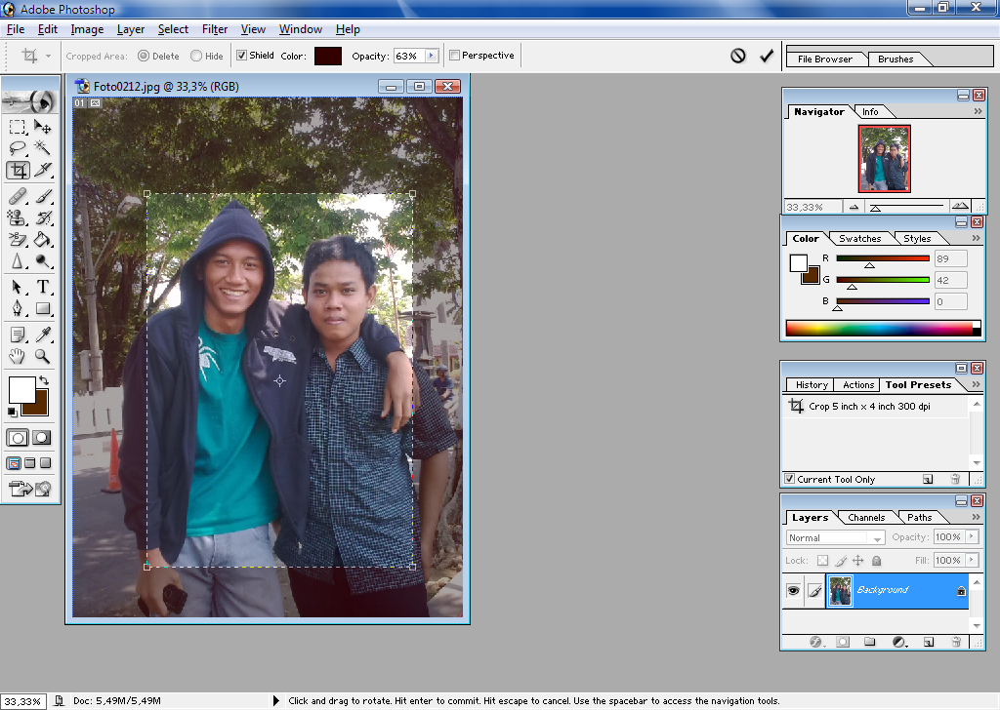 Adobe Photoshop
File Edit Image Layer Select Filter View Window Help
Cropped Area: Delete Hide Shield Color: Opacity: 63% Perspective
File Browser Brushes
Foto0212.jpg @ 33,3% (RGB)
01
Navigator Info
33,33%
Color Swatches Styles
R 89
G 42
B 0
T
History Actions Tool Presets
Crop 5 inch x 4 inch 300 dpi
Current Tool Only
Layers Channels Paths
Normal Opacity: 100%
Lock: Fill: 100%
Background
33,33% Doc: 5,49M/5,49M Click and drag to rotate. Hit enter to commit. Hit escape to cancel. Use the spacebar to access the navigation tools.